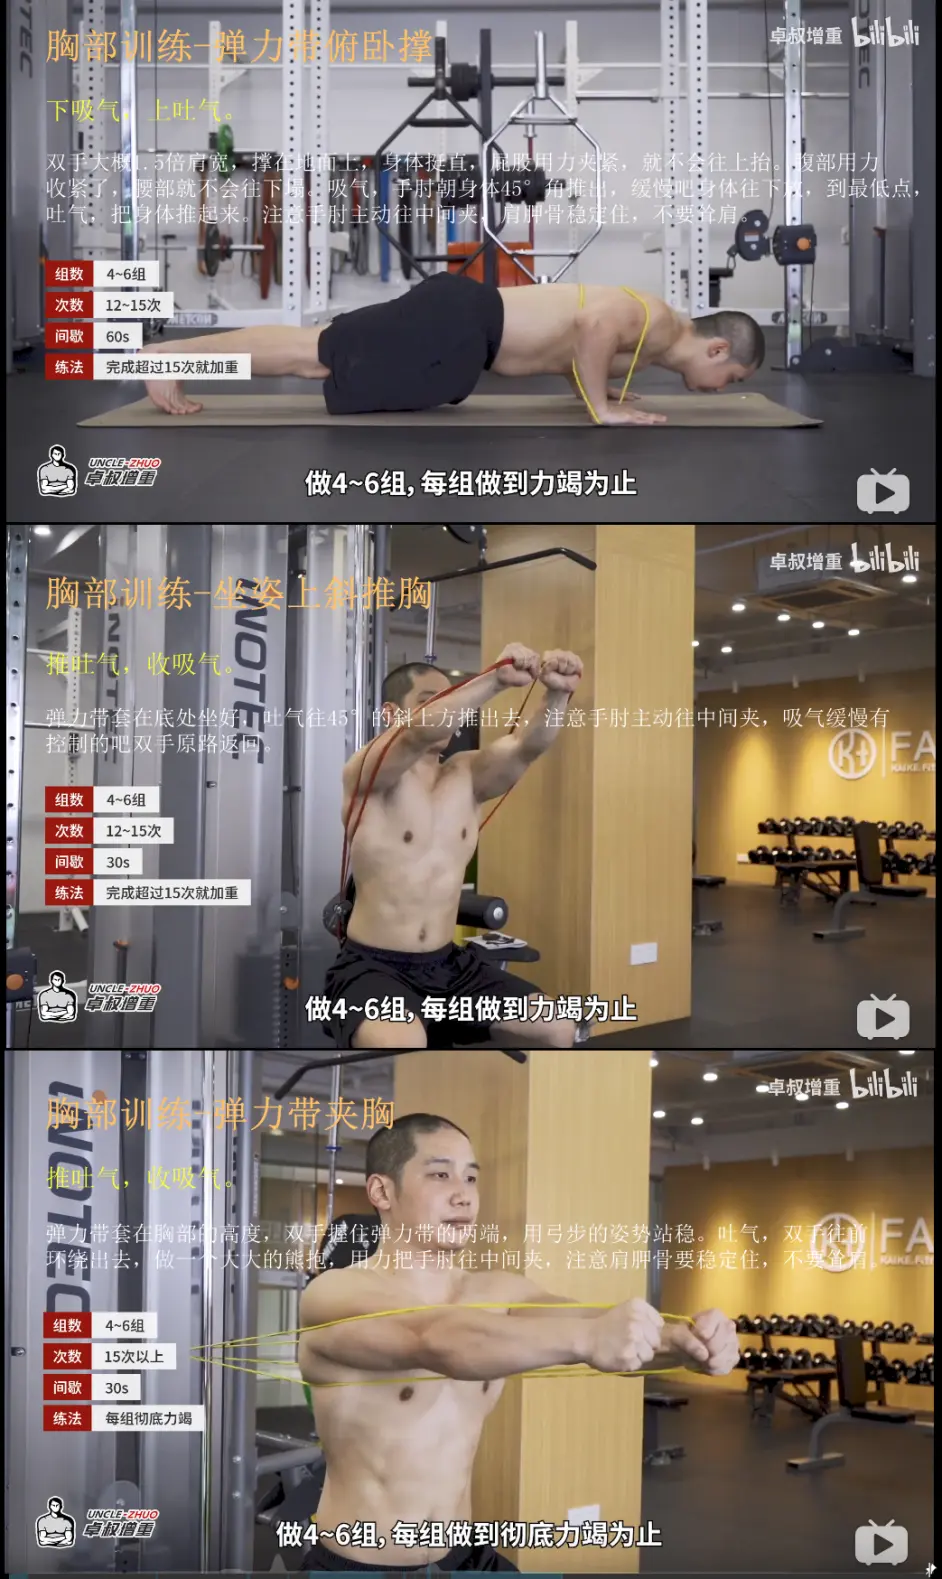 胸部训练-弹力带俯卧撑
卓叔增重 bilibili
下吸气，上吐气。
双手大概1.5倍肩宽，撑在地面上，身体挺直，屁股用力夹紧，就不会往上抬。腹部用力
收紧了，腰部就不会往下塌。吸气，手肘朝身体45°角推出，缓慢吧身体往下放，到最低点，
吐气，把身体推起来。注意手肘主动往中间夹，肩胛骨稳定住，不要耸肩。
组数 4~6组
次数 12~15次
间歇 60s
练法 完成超过15次就加重
UNCLE-ZHUO
卓叔增重
做4~6组，每组做到力竭为止
卓叔增重 bilibili
胸部训练-坐姿上斜推胸
INOTEC
推吐气，收吸气。
弹力带套在底处坐好，吐气往45°的斜上方推出去，注意手肘主动往中间夹，吸气缓慢有
控制的吧双手原路返回。
FA
组数 4~6组
次数 12~15次
间歇 30s
练法 完成超过15次就加重
UNCLE-ZHUO
卓叔增重
做4~6组，每组做到力竭为止
卓叔增重 bilibili
胸部训练-弹力带夹胸
INOTEC
推吐气，收吸气。
弹力带套在胸部的高度，双手握住弹力带的两端，用弓步的姿势站稳。吐气，双手往前
环绕出去，做一个大大的熊抱，用力把手肘往中间夹，注意肩胛骨要稳定住，不要耸肩。
FA
组数 4~6组
次数 15次以上
间歇 30s
练法 每组彻底力竭
UNCLE-ZHUO
卓叔增重
做4~6组，每组做到彻底力竭为止